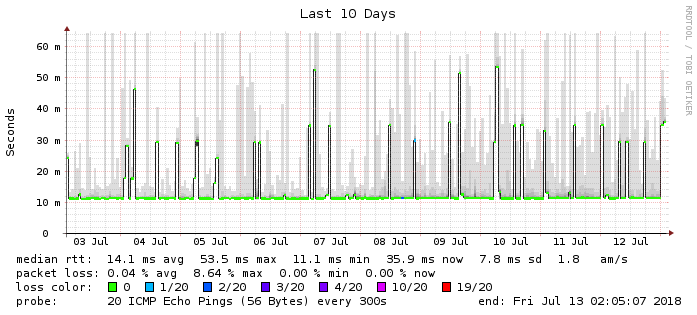 Last 10 Days
RRDTOOL / TOBI OETIKER
Seconds
60 m
50 m
40 m
30 m
20 m
10 m
0
03 Jul 04 Jul 05 Jul 06 Jul 07 Jul 08 Jul 09 Jul 10 Jul 11 Jul 12 Jul
median rtt: 14.1 ms avg 53.5 ms max 11.1 ms min 35.9 ms now 7.8 ms sd 1.8 am/s
packet loss: 0.04 % avg 8.64 % max 0.00 % min 0.00 % now
loss color: 0 1/20 2/20 3/20 4/20 10/20 19/20
probe: 20 ICMP Echo Pings (56 Bytes) every 300s end: Fri Jul 13 02:05:07 2018